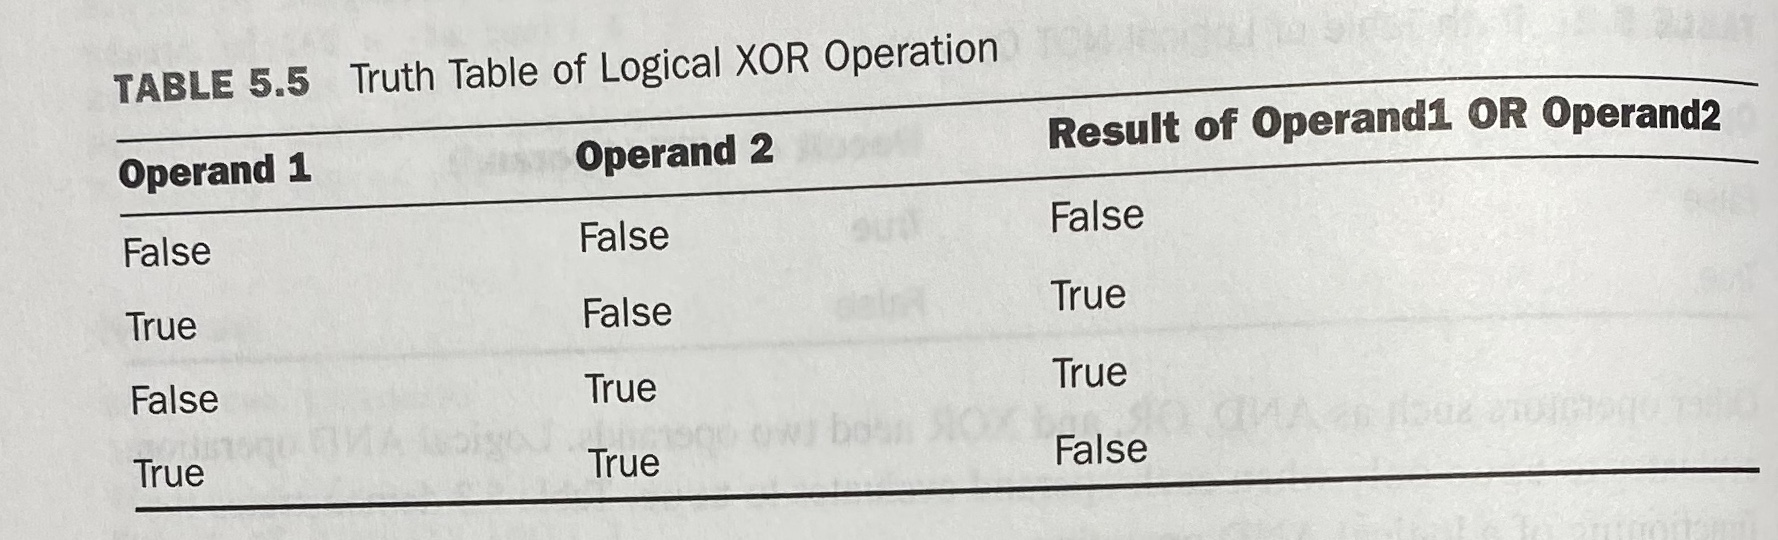 TABLE 5.5 Truth Table of Logical XOR Operation
Operand 1 Operand 2 Result of Operand1 OR Operand2
False False False
True False True
False True True
True True False